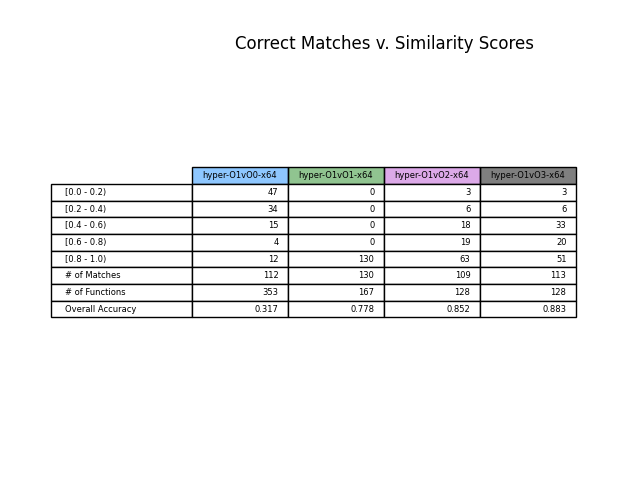 Correct Matches v. Similarity Scores
hyper-O1vO0-x64 hyper-O1vO1-x64 hyper-O1vO2-x64 hyper-O1vO3-x64
[0.0 - 0.2) 47 0 3 3
[0.2 - 0.4) 34 0 6 6
[0.4 - 0.6) 15 0 18 33
[0.6 - 0.8) 4 0 19 20
[0.8 - 1.0) 12 130 63 51
# of Matches 112 130 109 113
# of Functions 353 167 128 128
Overall Accuracy 0.317 0.778 0.852 0.883